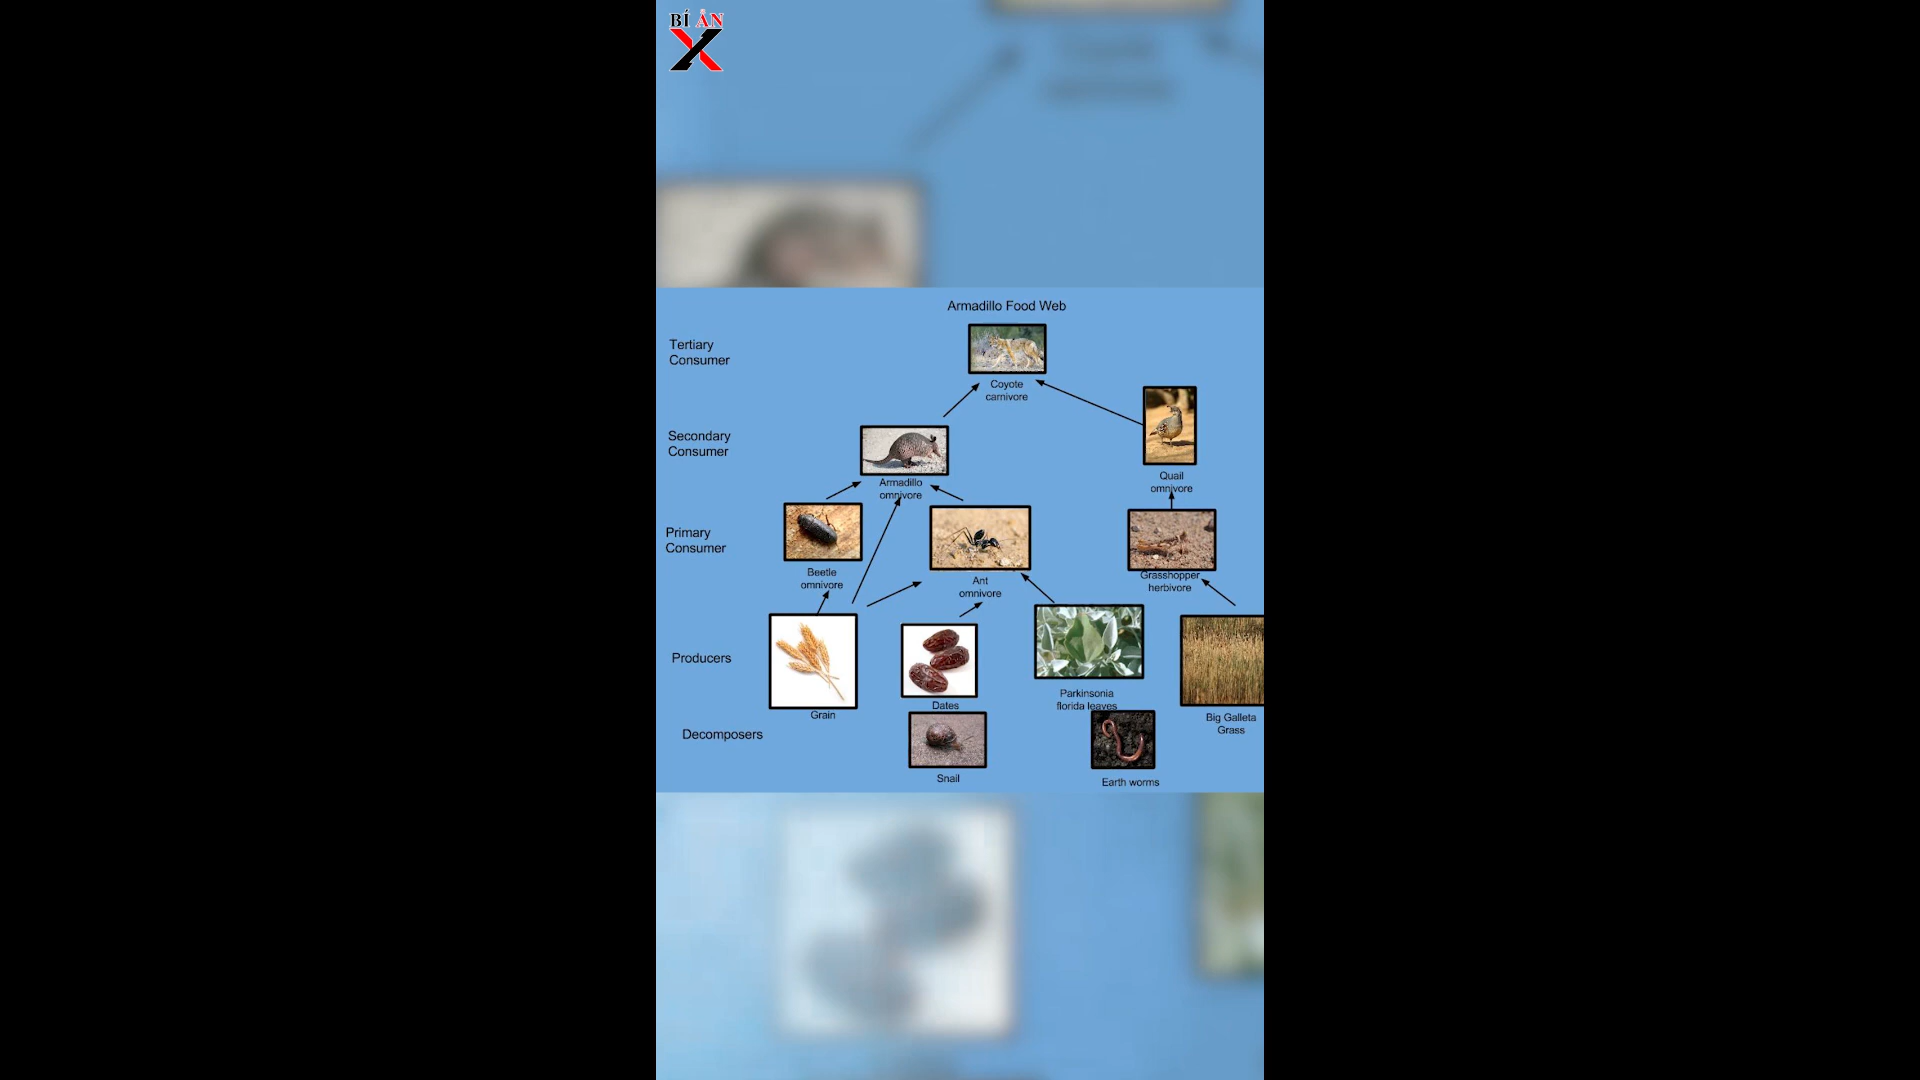 BÍ ẨN
X
Armadillo Food Web
Tertiary
Consumer
Coyote
carnivore
Secondary
Consumer
Armadillo
omnivore
Quail
omnivore
Primary
Consumer
Beetle
omnivore
Ant
omnivore
Grasshopper
herbivore
Producers
Grain
Dates
Parkinsonia
florida leaves
Big Galleta
Grass
Decomposers
Snail
Earth worms